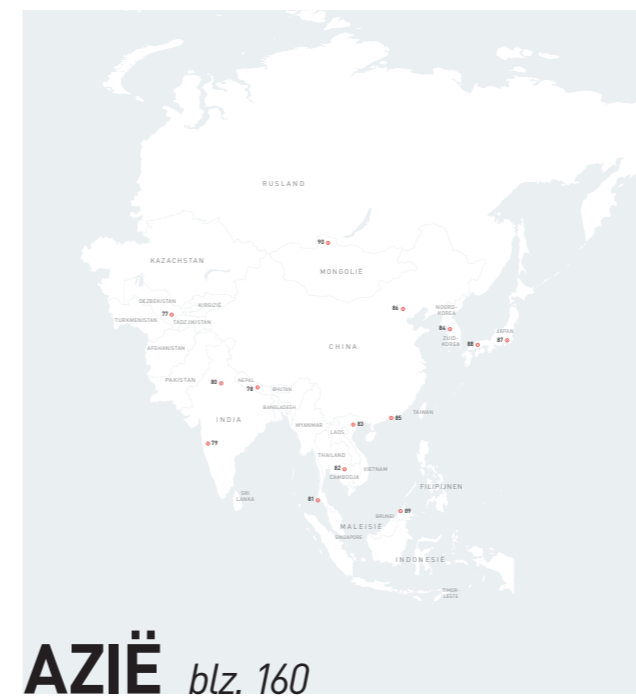 RUSLAND
90
KAZACHSTAN
MONGOLIË
OEZBEKISTAN
KIRGIZIË
86
NOORD-
KOREA
77
TURKMENISTAN
TADZJIKISTAN
84
JAPAN
ZUID-
KOREA
88
87
AFGHANISTAN
CHINA
PAKISTAN
80
NEPAL
78
BHUTAN
BANGLADESH
TAIWAN
85
INDIA
MYANMAR
83
LAOS
79
THAILAND
82
VIETNAM
CAMBODJA
FILIPIJNEN
SRI
LANKA
81
BRUNEI
89
MALEISIË
SINGAPORE
INDONESIË
TIMOR-
LESTE
AZIË blz. 160